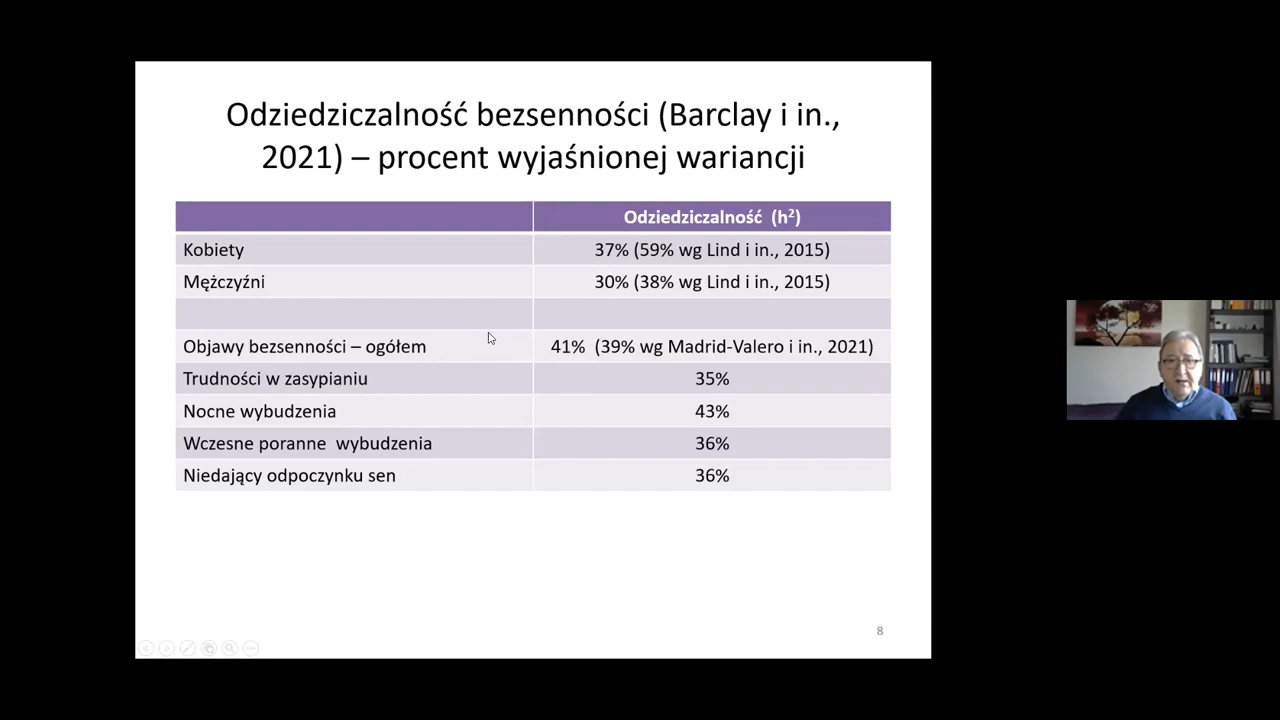 Odziedziczalność bezsenności (Barclay i in.,
2021) – procent wyjaśnionej wariancji
Odziedziczalność (h²)
Kobiety 37% (59% wg Lind i in., 2015)
Mężczyźni 30% (38% wg Lind i in., 2015)
Objawy bezsenności – ogółem 41% (39% wg Madrid-Valero i in., 2021)
Trudności w zasypianiu 35%
Nocne wybudzenia 43%
Wczesne poranne wybudzenia 36%
Niedający odpoczynku sen 36%
8